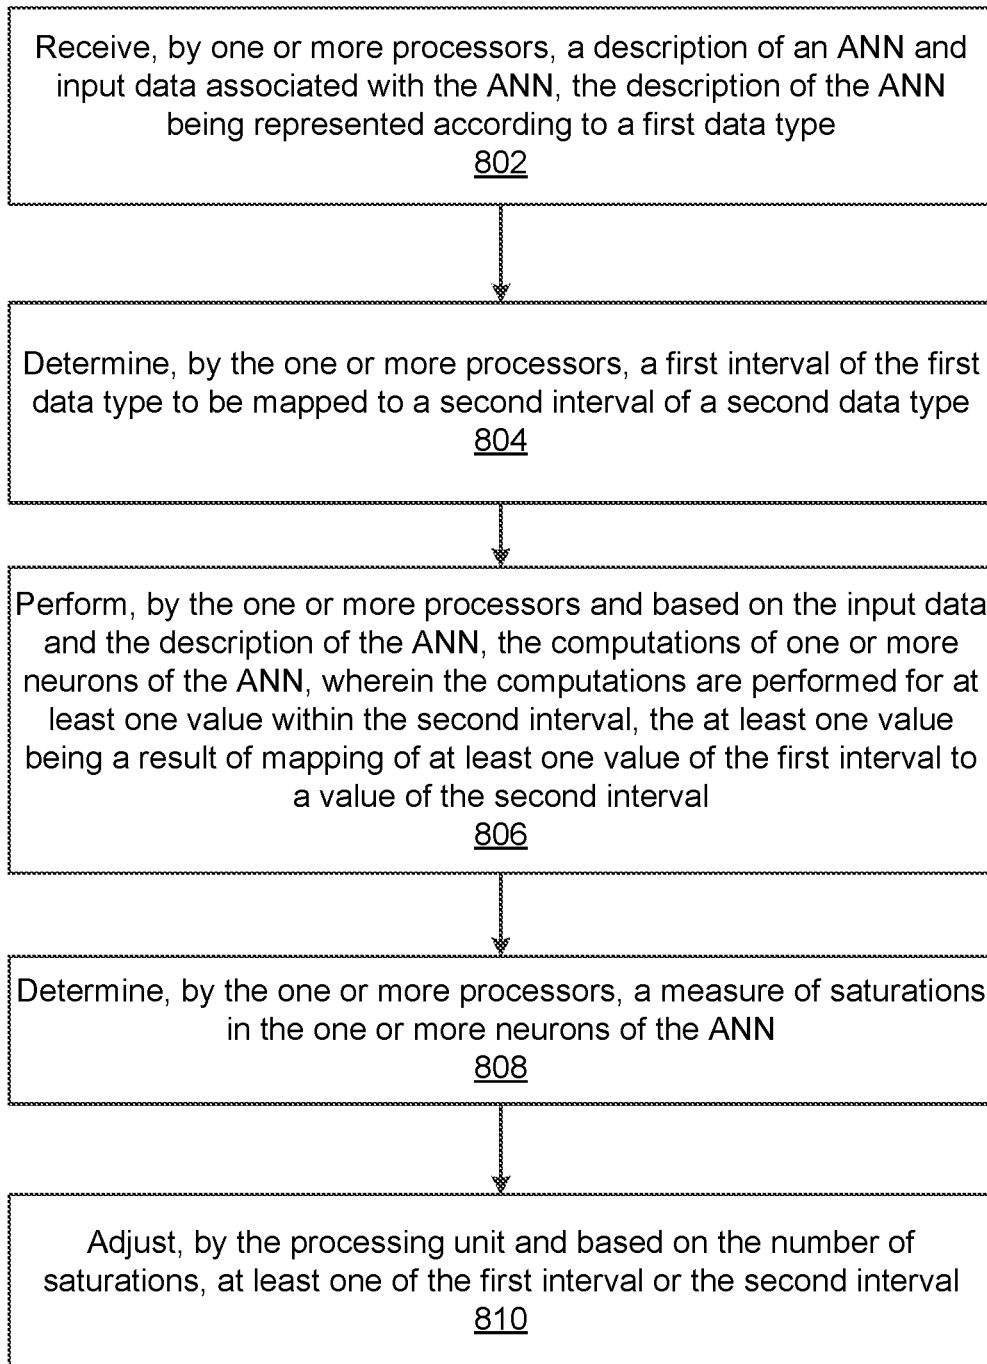 Receive, by one or more processors, a description of an ANN and
input data associated with the ANN, the description of the ANN
being represented according to a first data type
802
Determine, by the one or more processors, a first interval of the first
data type to be mapped to a second interval of a second data type
804
Perform, by the one or more processors and based on the input data
and the description of the ANN, the computations of one or more
neurons of the ANN, wherein the computations are performed for at
least one value within the second interval, the at least one value
being a result of mapping of at least one value of the first interval to
a value of the second interval
806
Determine, by the one or more processors, a measure of saturations
in the one or more neurons of the ANN
808
Adjust, by the processing unit and based on the number of
saturations, at least one of the first interval or the second interval
810